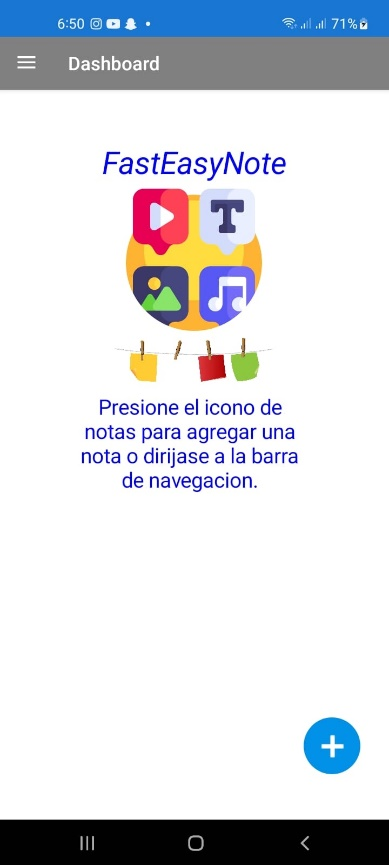 6:50
71%
Dashboard
FastEasyNote
T
Presione el icono de
notas para agregar una
nota o dirijase a la barra
de navegacion.